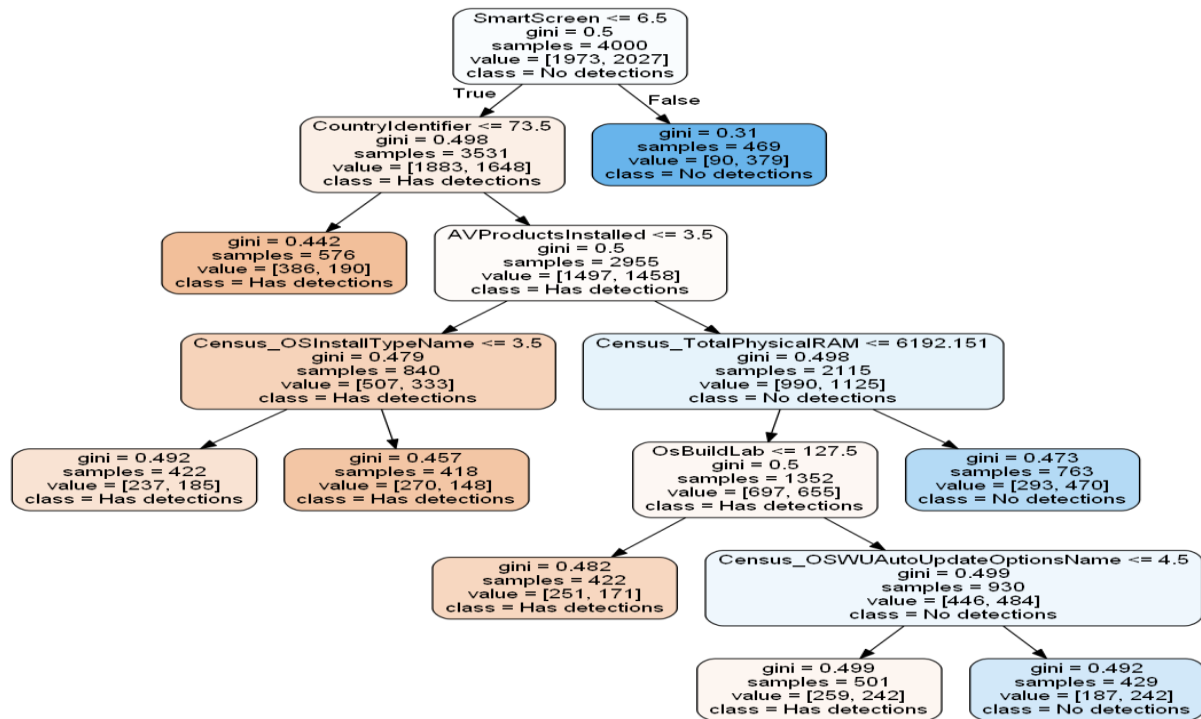 SmartScreen <= 6.5
gini = 0.5
samples = 4000
value = [1973, 2027]
class = No detections
True
False
CountryIdentifier <= 73.5
gini = 0.498
samples = 3531
value = [1883, 1648]
class = Has detections
gini = 0.31
samples = 469
value = [90, 379]
class = No detections
gini = 0.442
samples = 576
value = [386, 190]
class = Has detections
AVProductsInstalled <= 3.5
gini = 0.5
samples = 2955
value = [1497, 1458]
class = Has detections
Census_OSInstallTypeName <= 3.5
gini = 0.479
samples = 840
value = [507, 333]
class = Has detections
Census_TotalPhysicalRAM <= 6192.151
gini = 0.498
samples = 2115
value = [990, 1125]
class = No detections
gini = 0.492
samples = 422
value = [237, 185]
class = Has detections
gini = 0.457
samples = 418
value = [270, 148]
class = Has detections
OsBuildLab <= 127.5
gini = 0.5
samples = 1352
value = [697, 655]
class = Has detections
gini = 0.473
samples = 763
value = [293, 470]
class = No detections
gini = 0.482
samples = 422
value = [251, 171]
class = Has detections
Census_OSWUAutoUpdateOptionsName <= 4.5
gini = 0.499
samples = 930
value = [446, 484]
class = No detections
gini = 0.499
samples = 501
value = [259, 242]
class = Has detections
gini = 0.492
samples = 429
value = [187, 242]
class = No detections